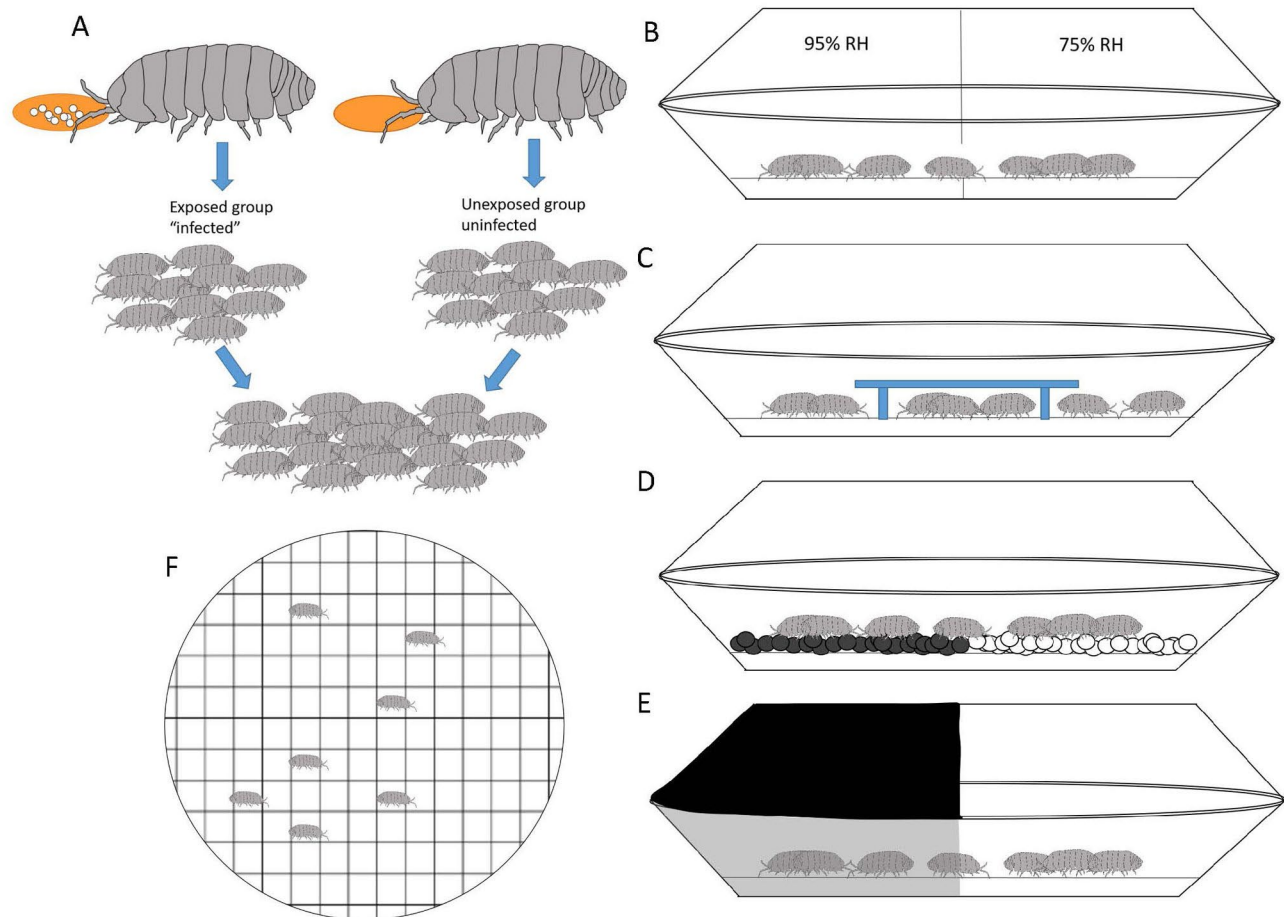 A
Exposed group
“infected”
Unexposed group
uninfected
B
95% RH
75% RH
C
D
E
F